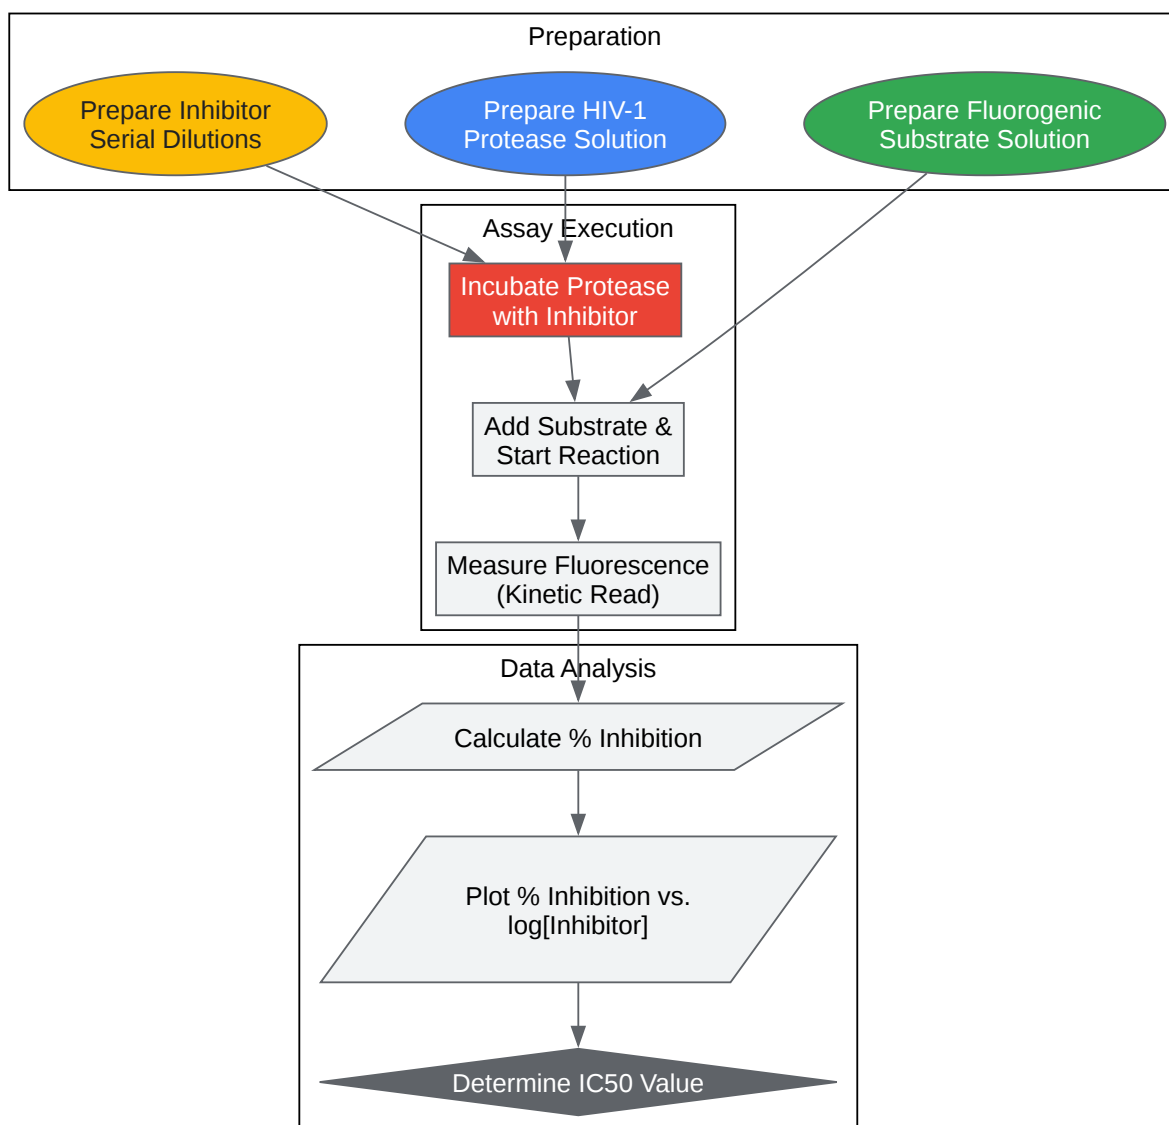 Preparation
Prepare Inhibitor
Serial Dilutions
Prepare HIV-1
Protease Solution
Prepare Fluorogenic
Substrate Solution
Assay Execution
Incubate Protease
with Inhibitor
Add Substrate &
Start Reaction
Measure Fluorescence
(Kinetic Read)
Data Analysis
Calculate % Inhibition
Plot % Inhibition vs.
log[Inhibitor]
Determine IC50 Value